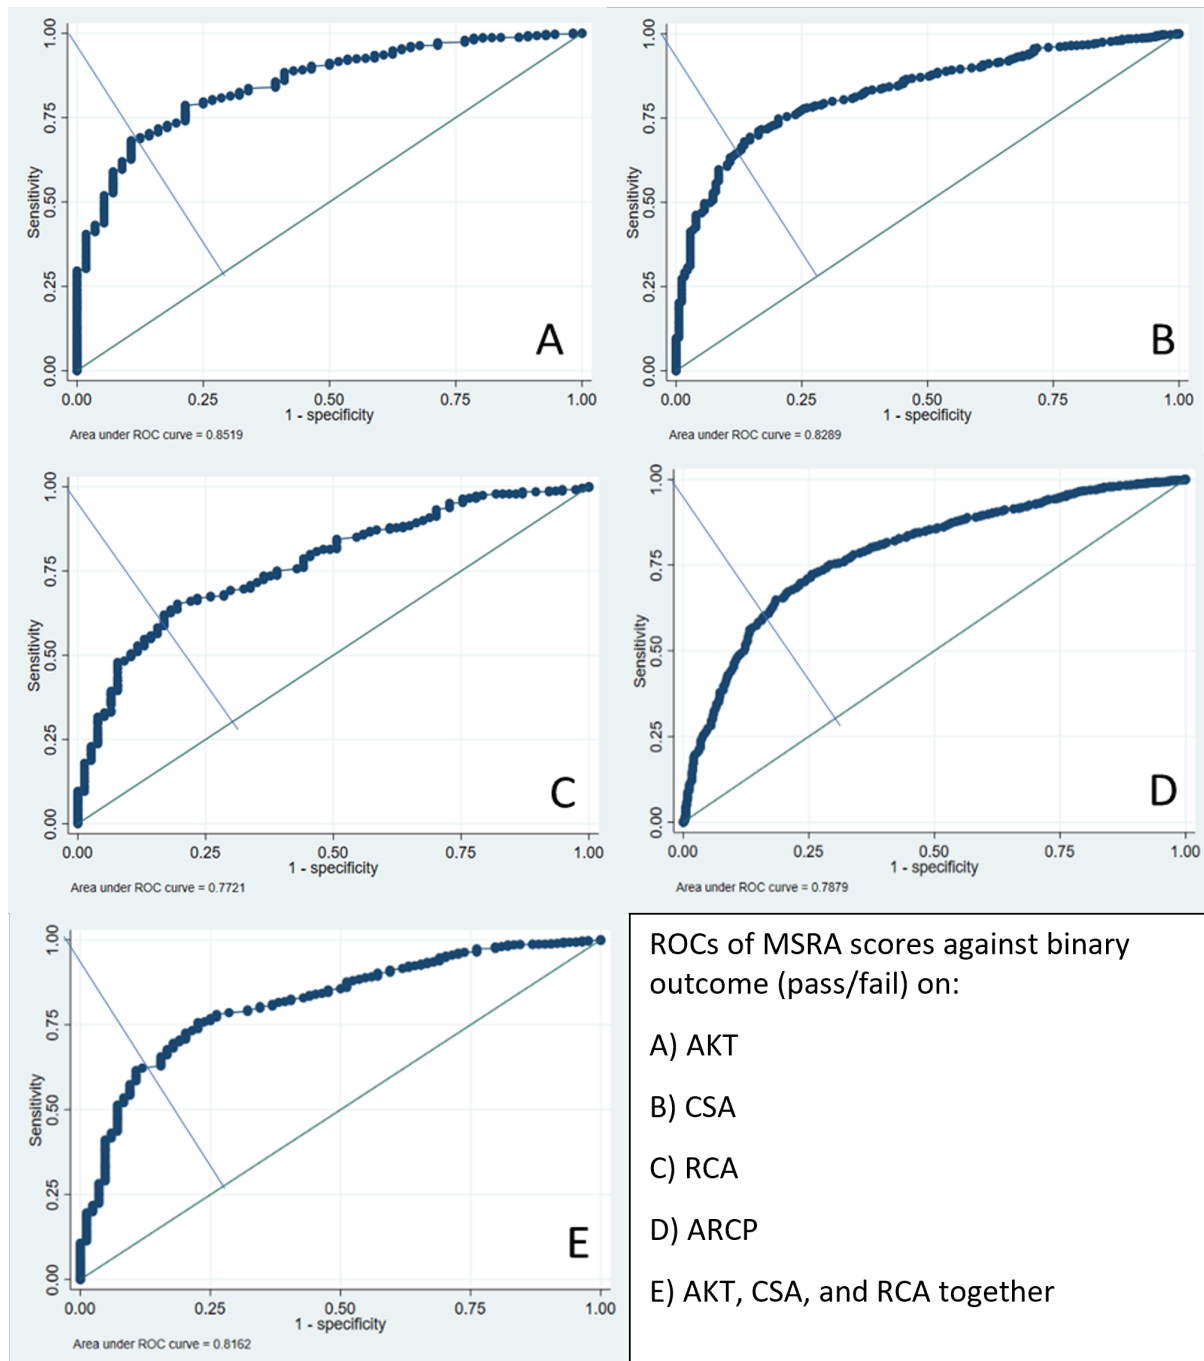 1.00
0.75
Sensitivity
0.50
0.25
0.00
0.00 0.25 0.50 0.75 1.00
1 - specificity
Area under ROC curve = 0.8519
A
1.00
0.75
Sensitivity
0.50
0.25
0.00
0.00 0.25 0.50 0.75 1.00
1 - specificity
Area under ROC curve = 0.8289
B
1.00
0.75
Sensitivity
0.50
0.25
0.00
0.00 0.25 0.50 0.75 1.00
1 - specificity
Area under ROC curve = 0.7721
C
1.00
0.75
Sensitivity
0.50
0.25
0.00
0.00 0.25 0.50 0.75 1.00
1 - specificity
Area under ROC curve = 0.7879
D
1.00
0.75
Sensitivity
0.50
0.25
0.00
0.00 0.25 0.50 0.75 1.00
1 - specificity
Area under ROC curve = 0.8162
E
ROCs of MSRA scores against binary
outcome (pass/fail) on:
A) AKT
B) CSA
C) RCA
D) ARCP
E) AKT, CSA, and RCA together